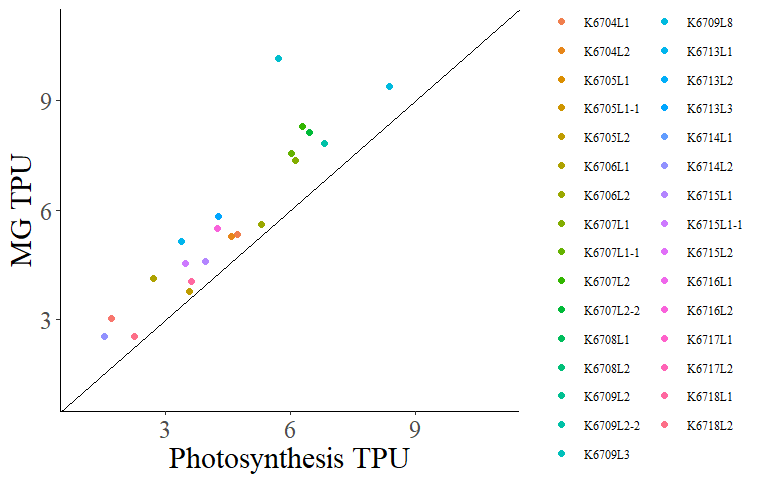 MG TPU
9
6
3
3 6 9
Photosynthesis TPU
K6704L1
K6704L2
K6705L1
K6705L1-1
K6705L2
K6706L1
K6706L2
K6707L1
K6707L1-1
K6707L2
K6707L2-2
K6708L1
K6708L2
K6709L2
K6709L2-2
K6709L3
K6709L8
K6713L1
K6713L2
K6713L3
K6714L1
K6714L2
K6715L1
K6715L1-1
K6715L2
K6716L1
K6716L2
K6717L1
K6717L2
K6718L1
K6718L2